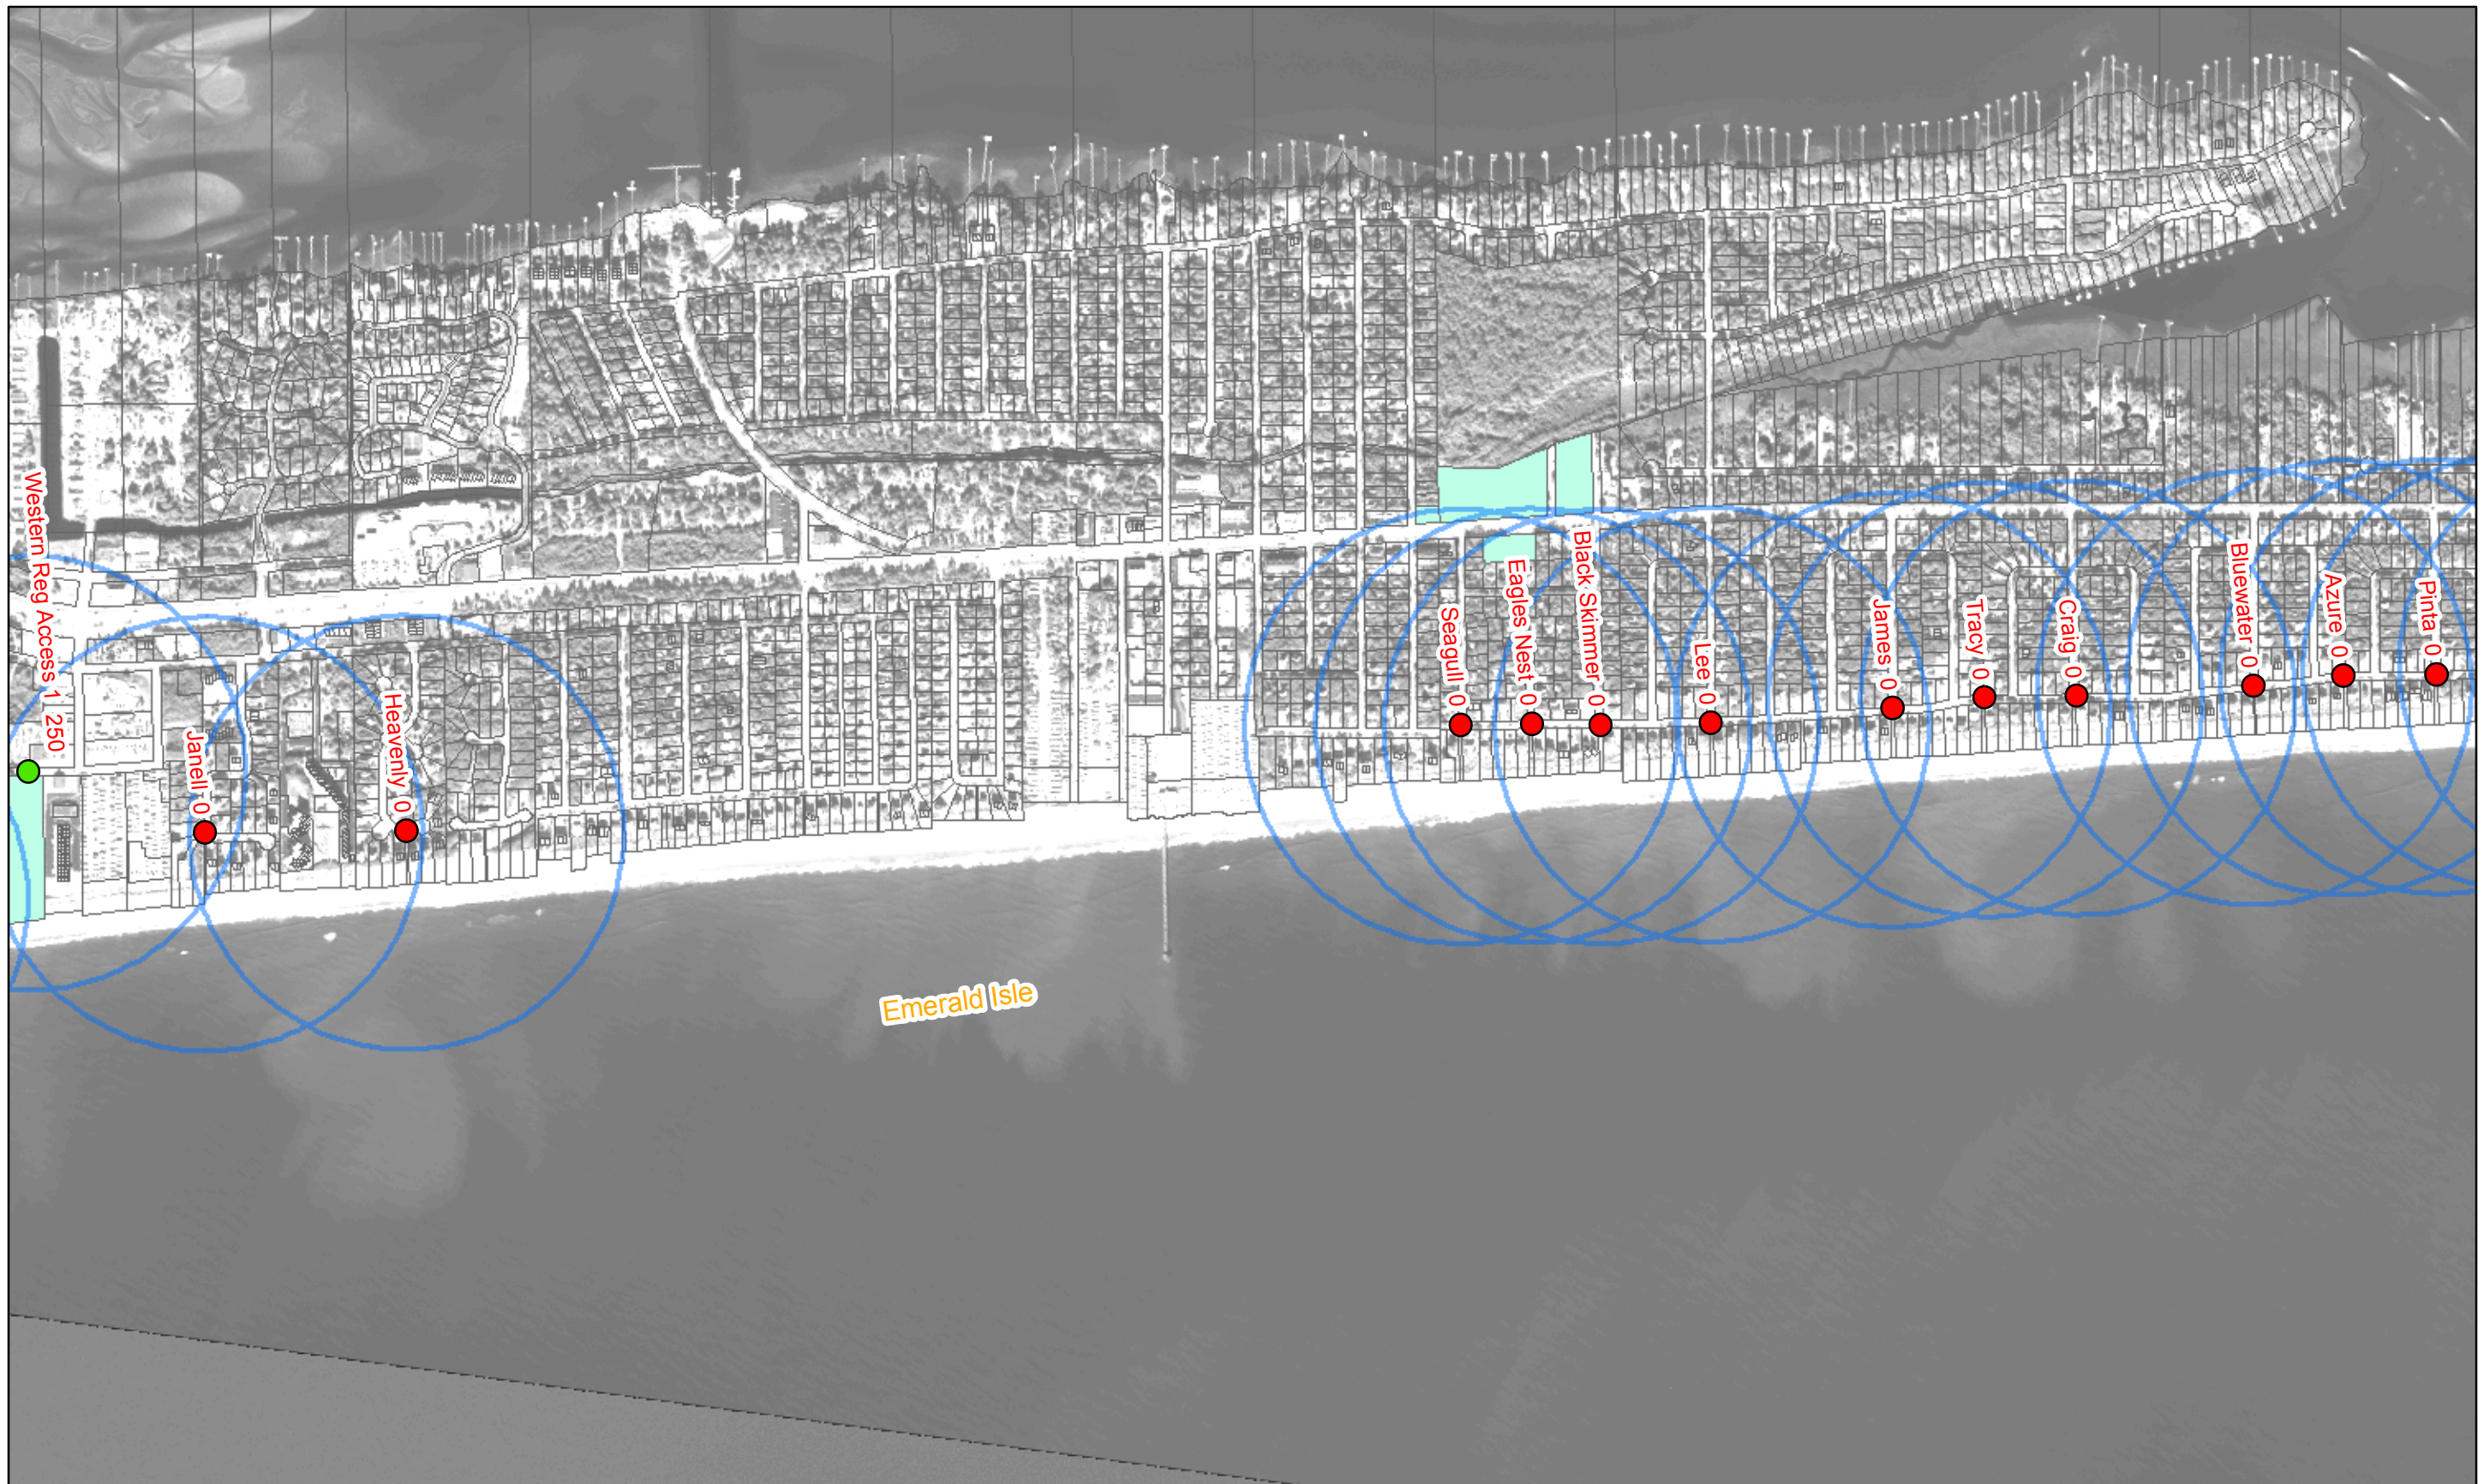 Western Reg Access 1 250
Janell 0
Heavenly 0
Seagull 0
Eagles Nest 0
Black Skimmer 0
Lee 0
James 0
Tracy 0
Craig 0
Bluewater 0
Azure 0
Pinta 0
Emerald Isle